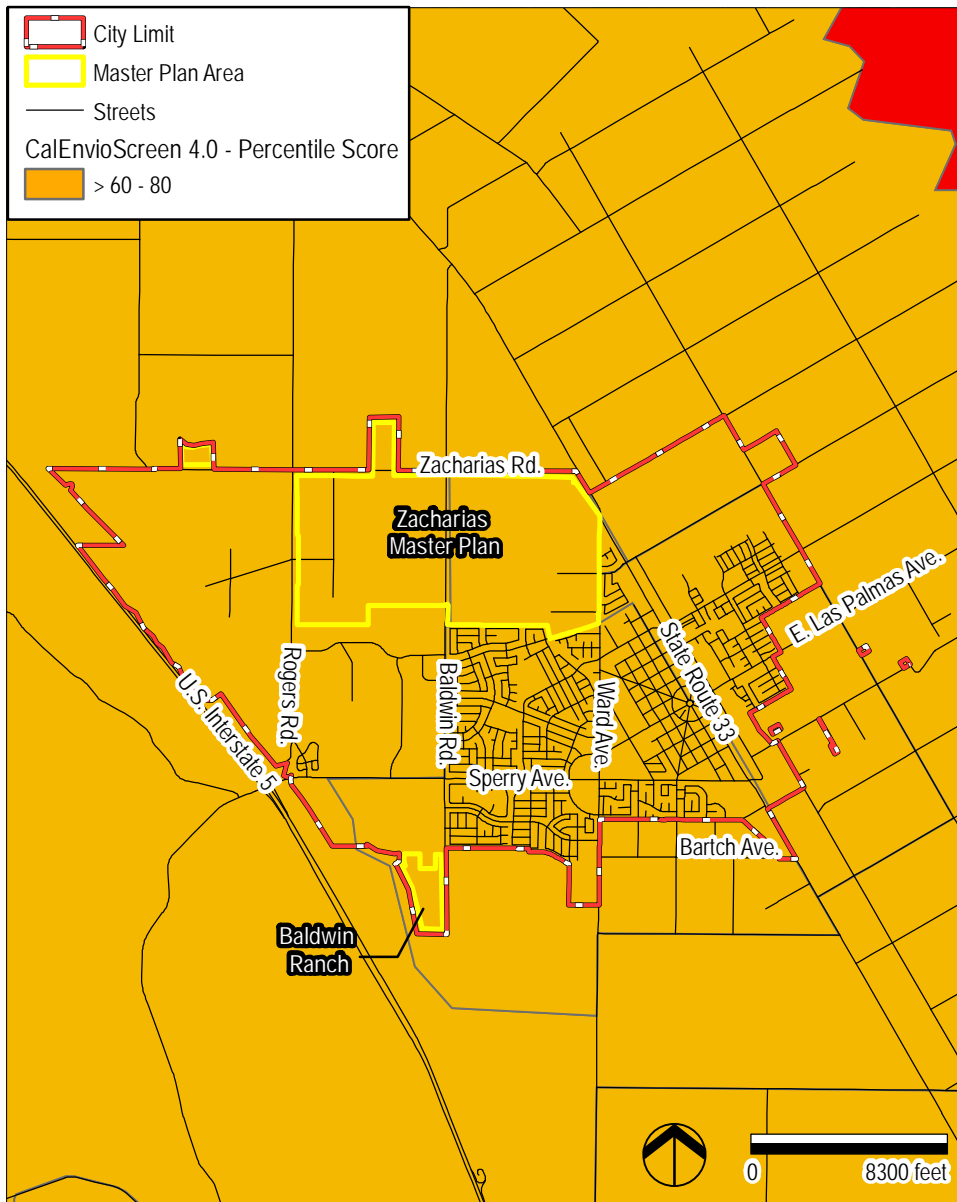 City Limit
Master Plan Area
Streets
CalEnvioScreen 4.0 - Percentile Score
> 60 - 80
Zacharias Rd.
Zacharias
Master Plan
E. Las Palmas Ave.
State Route 33
Rogers Rd.
Baldwin Rd.
Ward Ave.
U.S. Interstate 5
Sperry Ave.
Bartch Ave.
Baldwin
Ranch
0
8300 feet